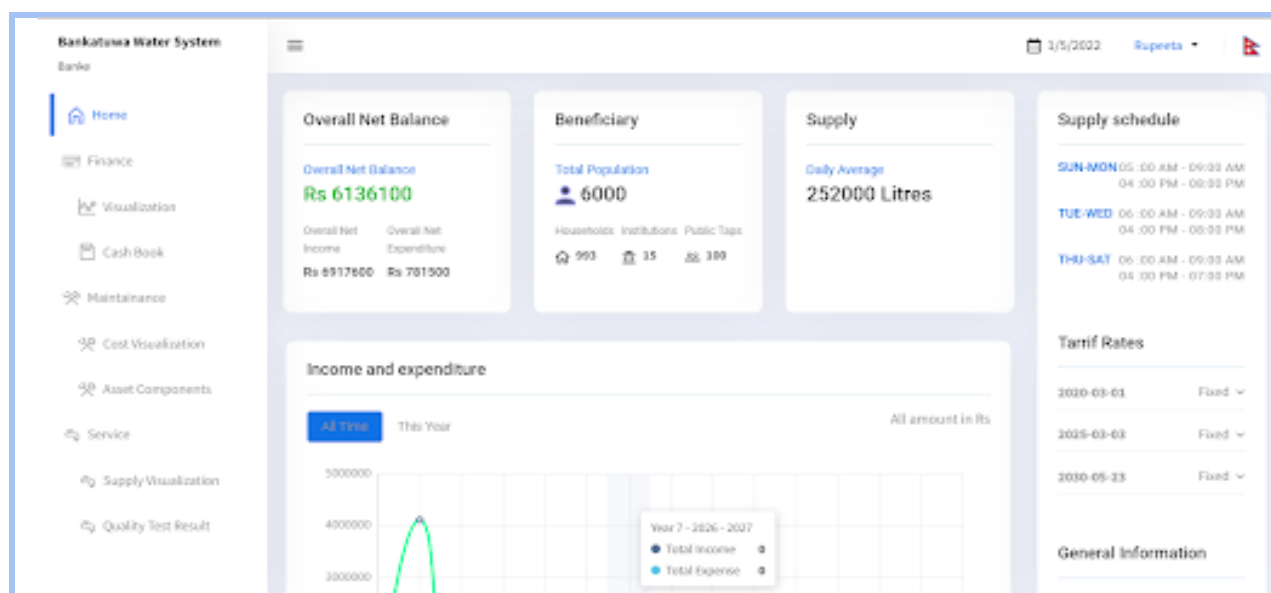 Bankatuwa Water System
Banke
Home
Finance
Visualization
Cash Book
Maintainance
Cost Visualization
Asset Components
Service
Supply Visualization
Quality Test Result
3/5/2022 Rupeeta
Overall Net Balance
Overall Net Balance
Rs 6136100
Overall Net Income
Overall Net Expenditure
Rs 6917600 Rs 781500
Beneficiary
Total Population
6000
Households Institutions Public Taps
993 15 100
Supply
Daily Average
252000 Litres
Supply schedule
SUN-MON 05 :00 AM - 09:00 AM
04 :00 PM - 08:00 PM
TUE-WED 06 :00 AM - 09:00 AM
04 :00 PM - 08:00 PM
THU-SAT 06 :00 AM - 09:00 AM
04 :00 PM - 07:00 PM
Tarrif Rates
2020-03-01 Fixed
2025-03-03 Fixed
2030-05-23 Fixed
General Information
Income and expenditure
All Time This Year
All amount in Rs
5000000
4000000
3000000
Year 7 - 2026 - 2027
Total Income 0
Total Expense 0